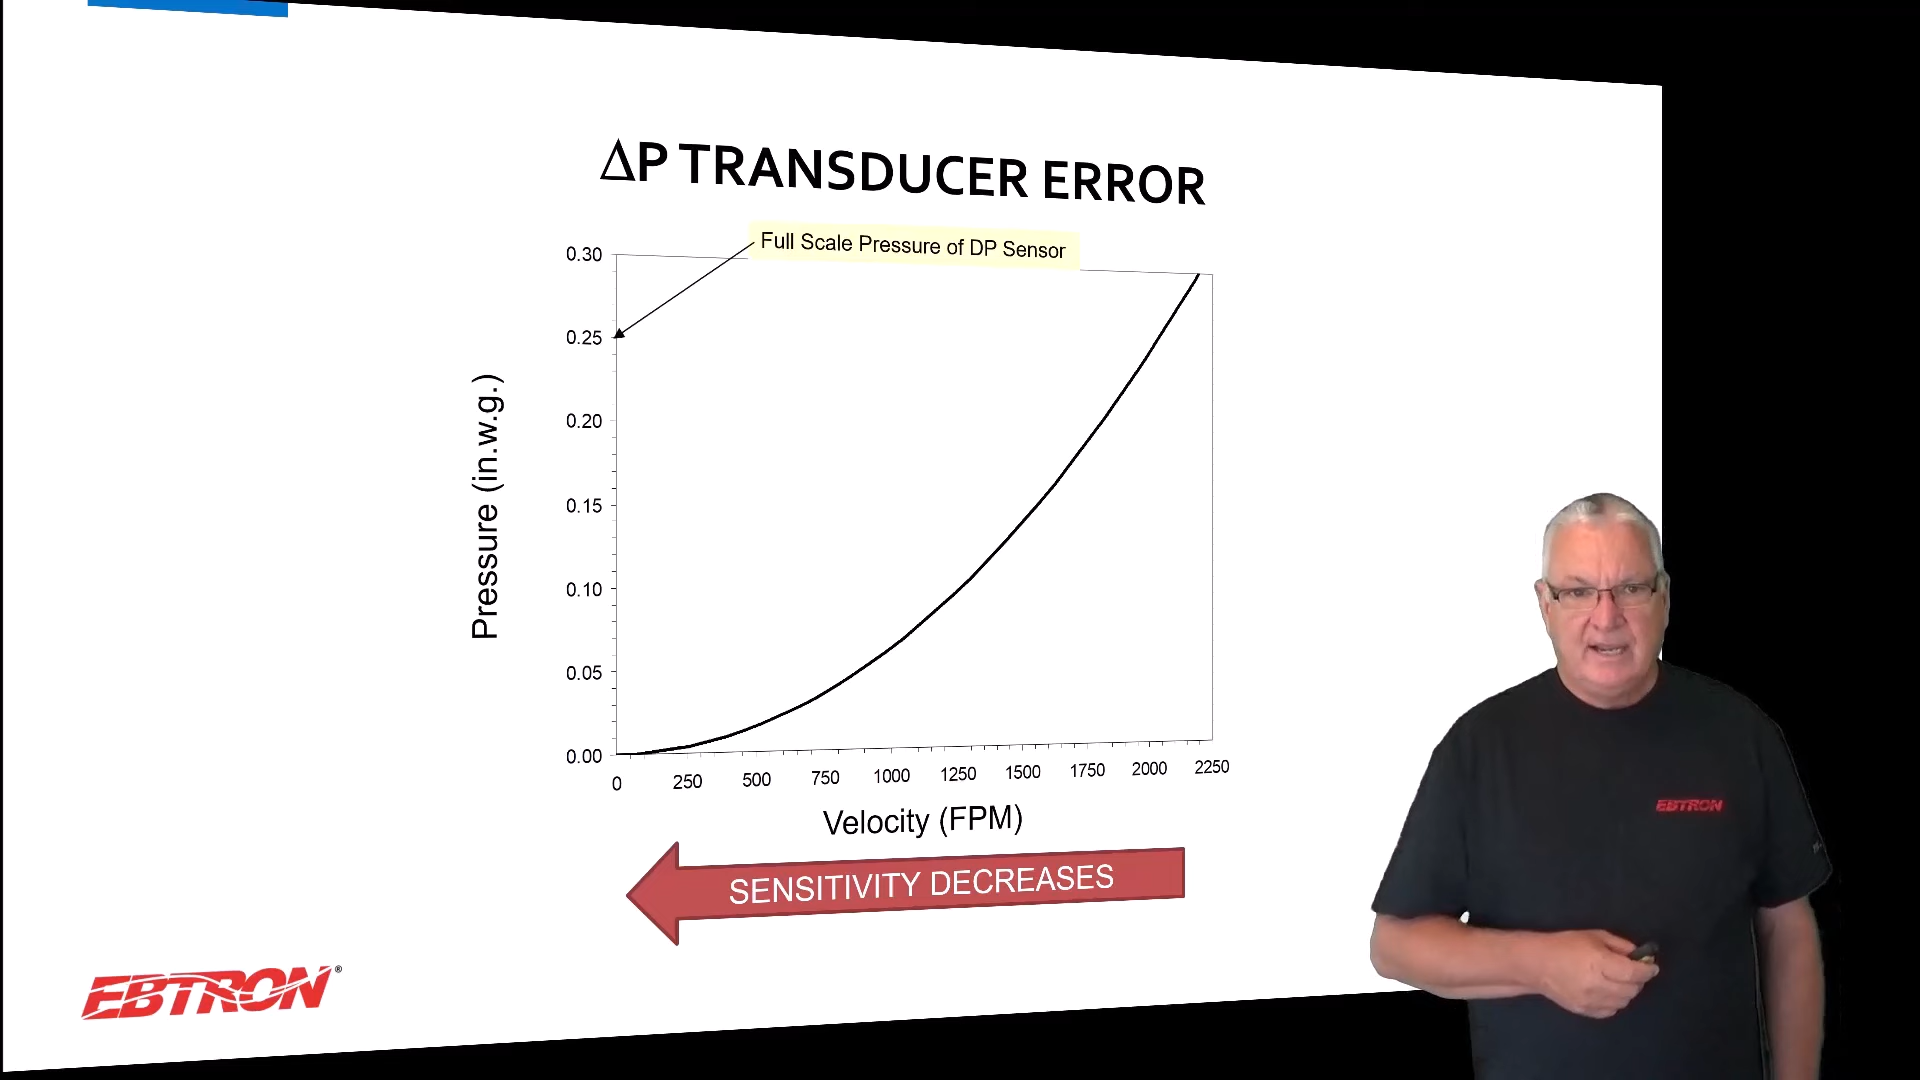 ΔP TRANSDUCER ERROR
Full Scale Pressure of DP Sensor
0.30
0.25
0.20
0.15
0.10
0.05
0.00
Pressure (in.w.g.)
0 250 500 750 1000 1250 1500 1750 2000 2250
Velocity (FPM)
SENSITIVITY DECREASES
EBTRON®
EBTRON